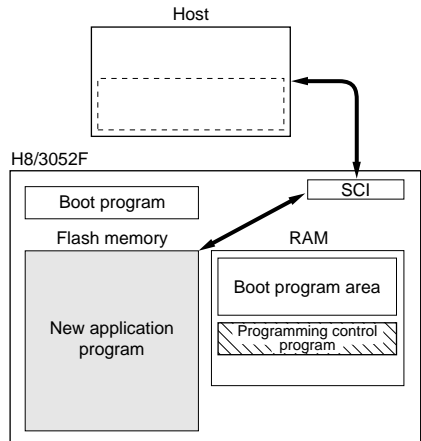 Host
H8/3052F
SCI
Boot program
Flash memory
RAM
Boot program area
New application
program
Programming control
program